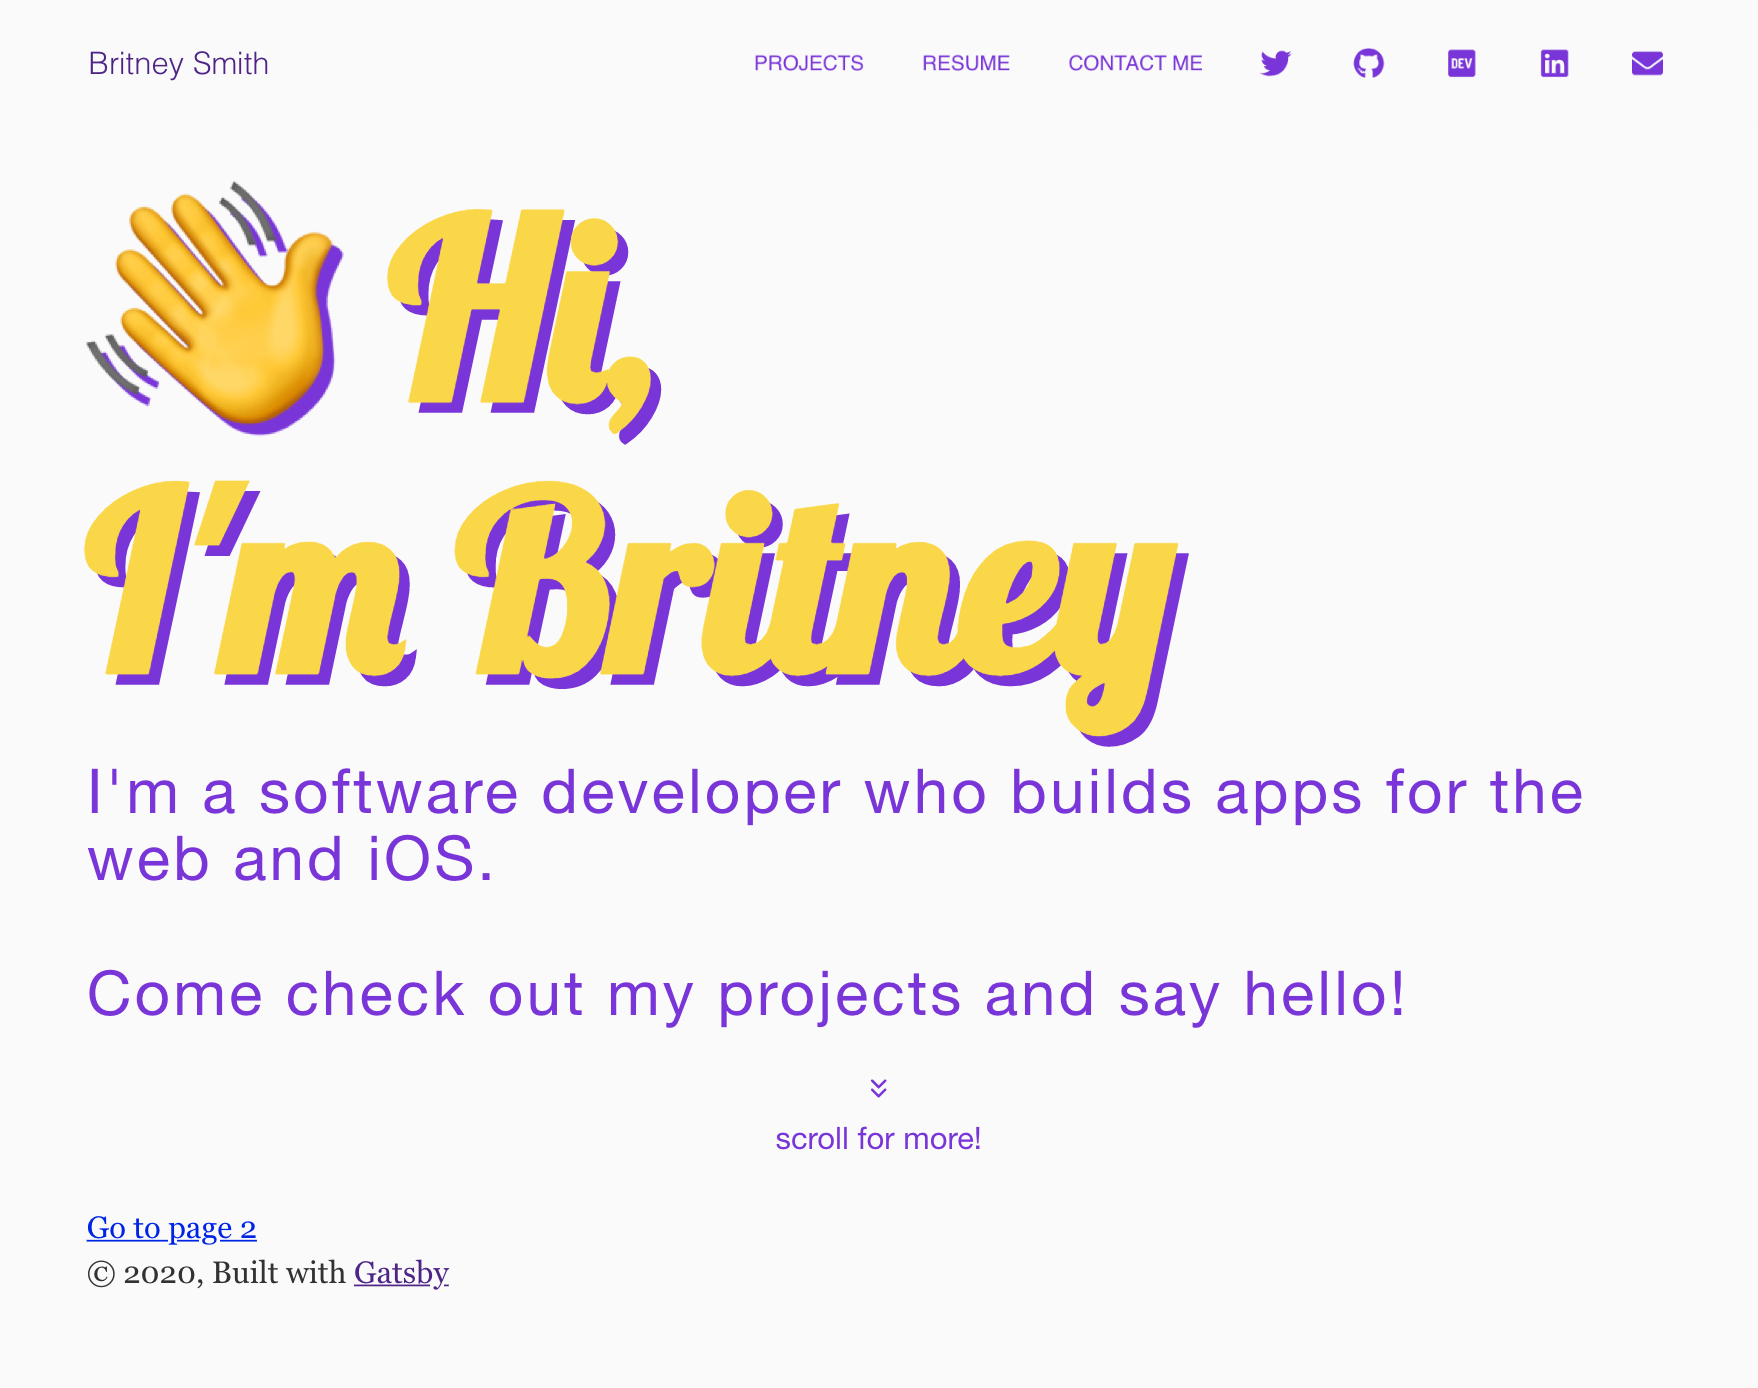 Britney Smith
PROJECTS RESUME CONTACT ME DEV in
Hi,
I'm Britney
I'm a software developer who builds apps for the
web and iOS.
Come check out my projects and say hello!
scroll for more!
Go to page 2
© 2020, Built with Gatsby